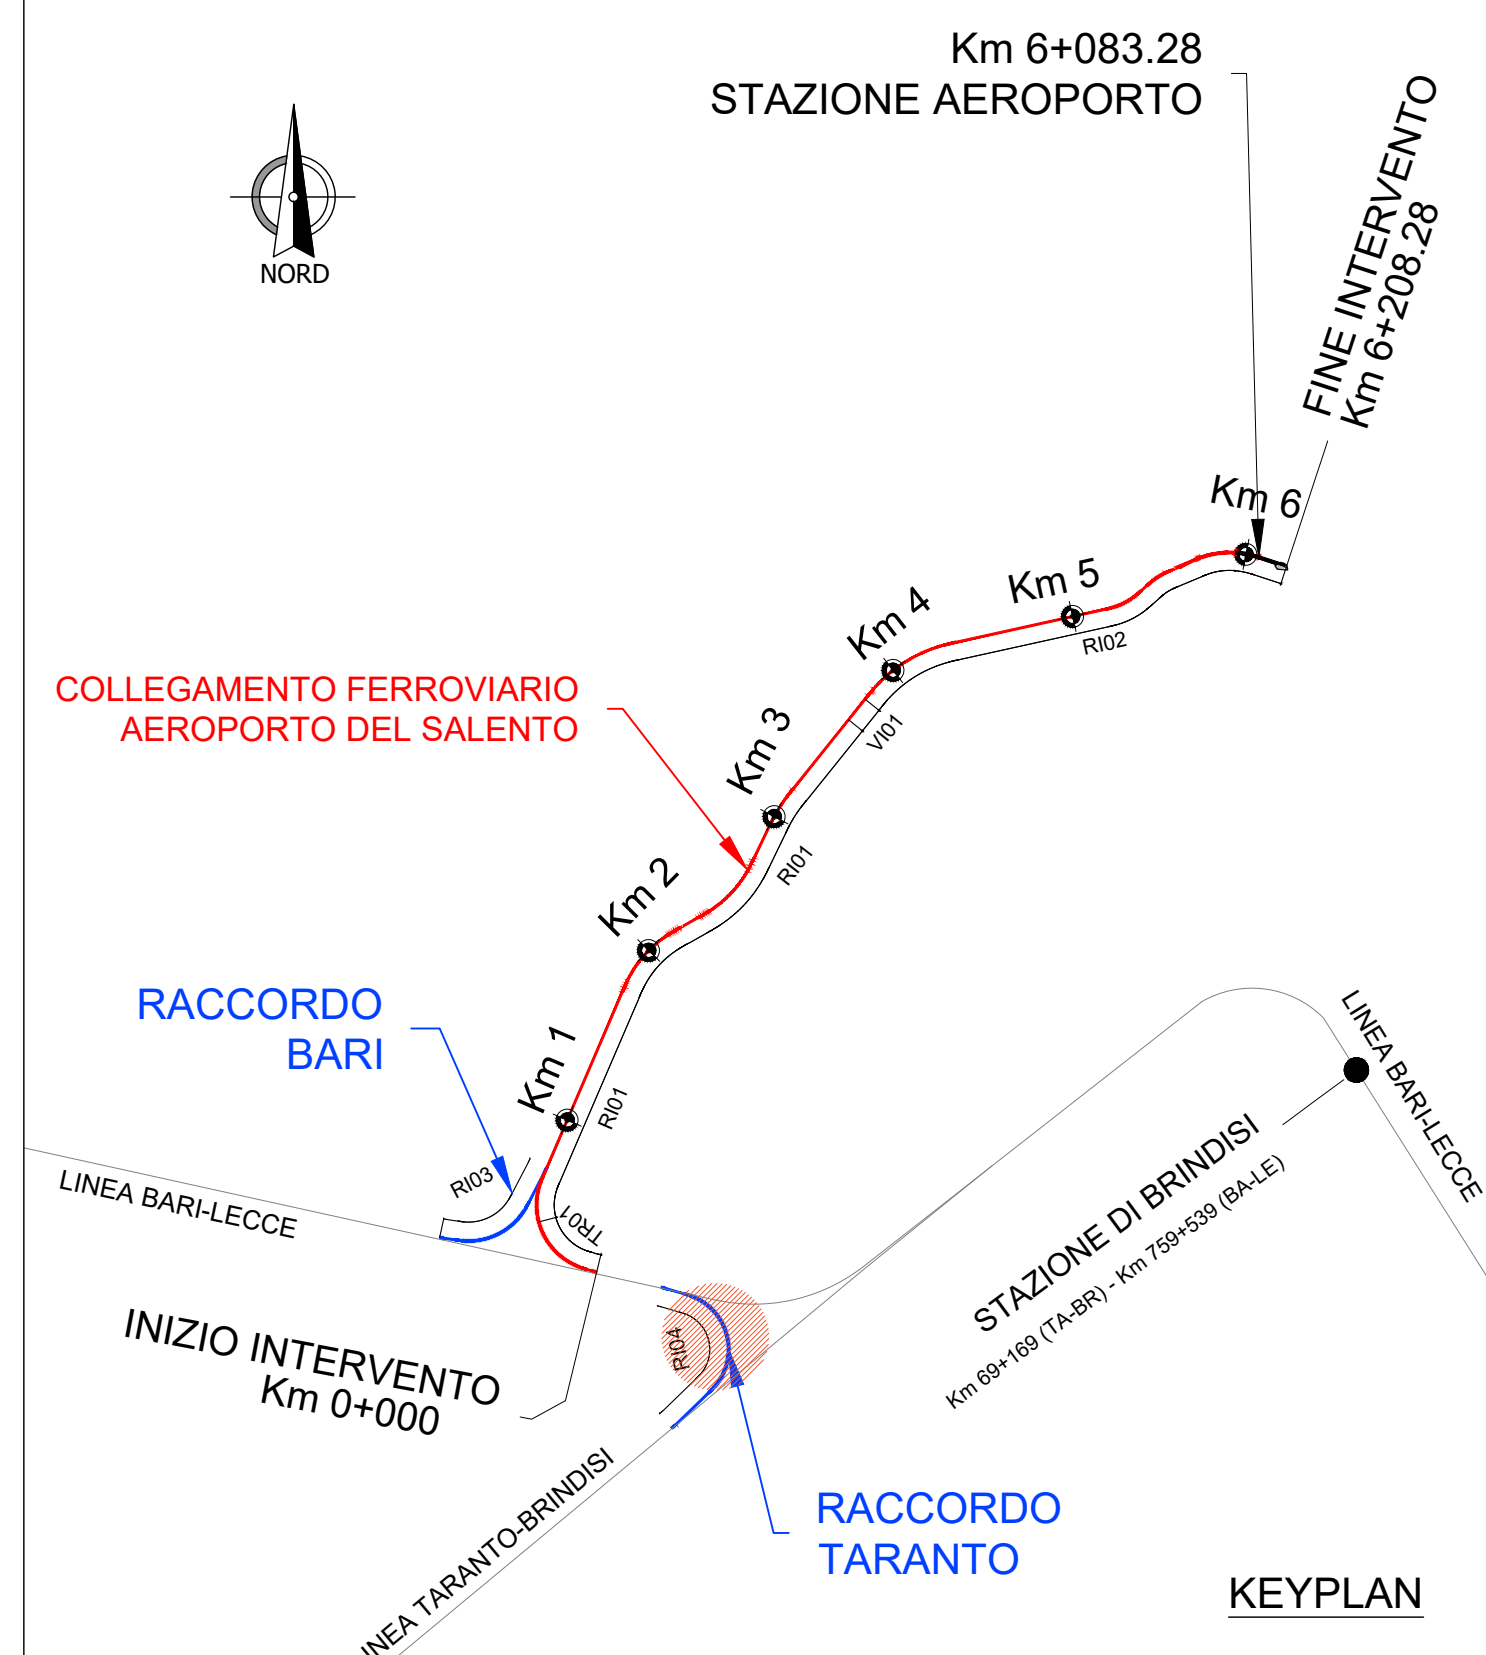 Km 6+083.28
STAZIONE AEROPORTO
FINE INTERVENTO
Km 6+208.28
NORD
Km 6
Km 5
RI02
Km 4
VI01
COLLEGAMENTO FERROVIARIO
AEROPORTO DEL SALENTO
Km 3
RI01
Km 2
RACCORDO
BARI
Km 1
RI01
LINEA BARI-LECCE
RI03
TR01
LINEA BARI-LECCE
STAZIONE DI BRINDISI
Km 69+169 (TA-BR) - Km 759+539 (BA-LE)
INIZIO INTERVENTO
Km 0+000
RI04
INEA TARANTO-BRINDISI
RACCORDO
TARANTO
KEYPLAN